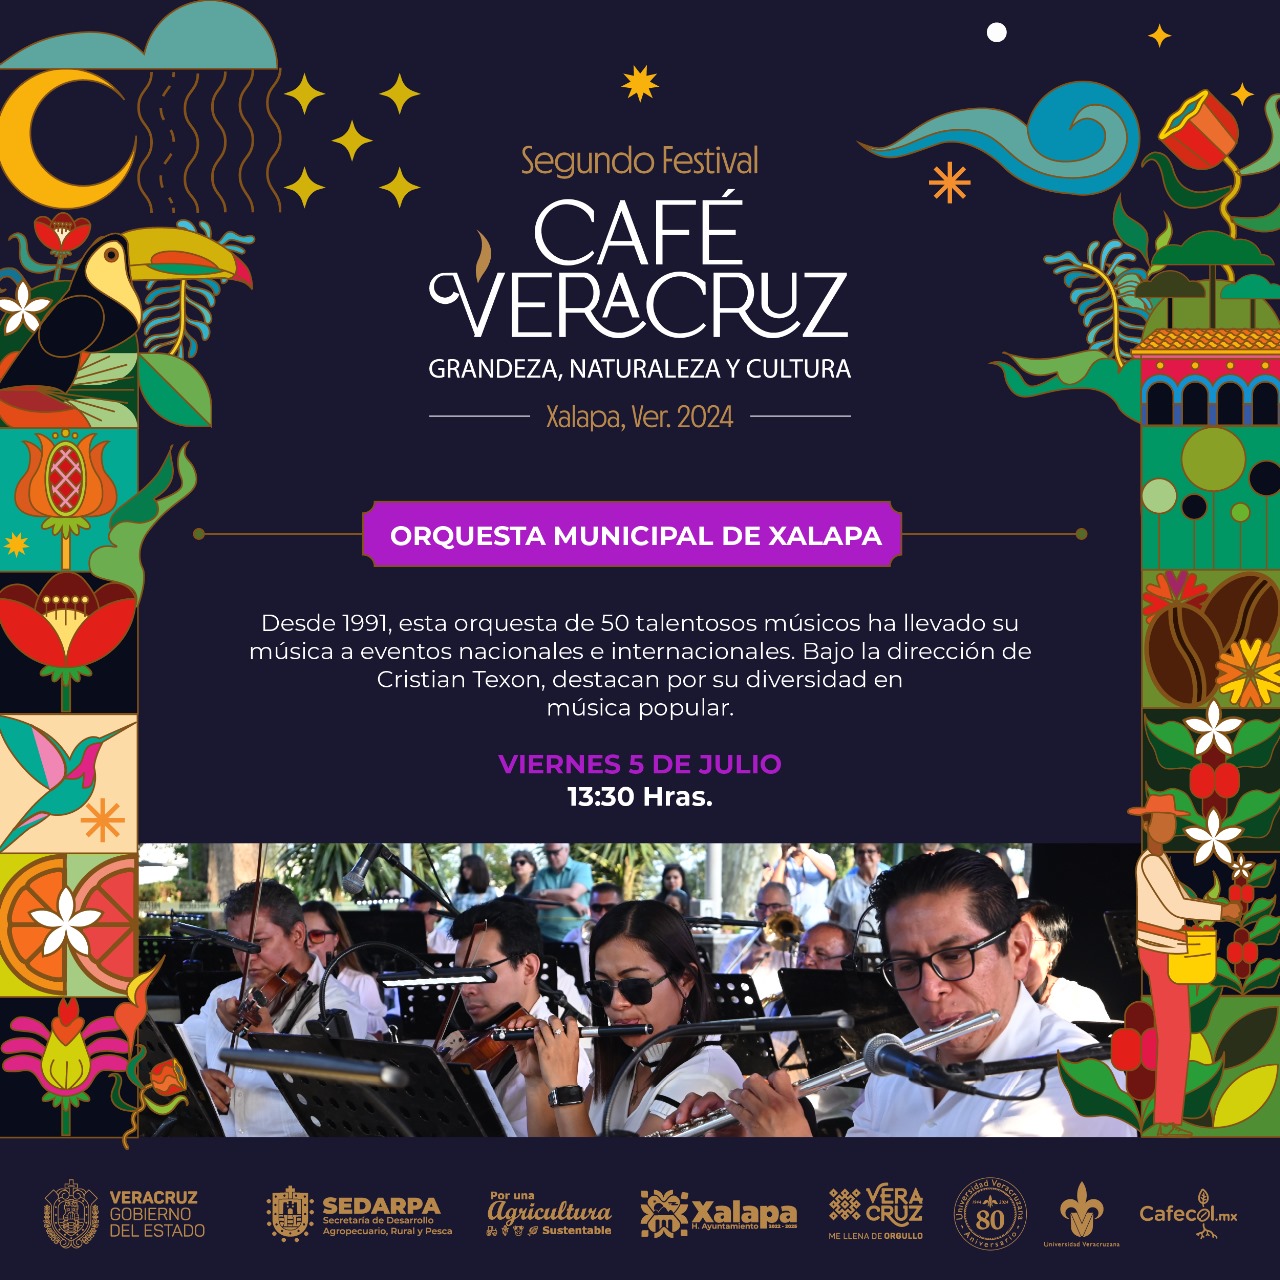 Segundo Festival
CAFÉ
VERACRUZ
GRANDEZA, NATURALEZA Y CULTURA
Xalapa, Ver. 2024
ORQUESTA MUNICIPAL DE XALAPA
Desde 1991, esta orquesta de 50 talentosos músicos ha llevado su
música a eventos nacionales e internacionales. Bajo la dirección de
Cristian Texon, destacan por su diversidad en
música popular.
VIERNES 5 DE JULIO
13:30 Hras.
VERACRUZ
GOBIERNO
DEL ESTADO
SEDARPA
Secretaría de Desarrollo
Agropecuario, Rural y Pesca
Por una
Agricultura
Sustentable
Xalapa
H. Ayuntamiento 2022 - 2025
VERA
CRUZ
ME LLENA DE ORGULLO
Universidad Veracruzana
1944 2024
80
Aniversario
Universidad Veracruzana
Cafecol.mx